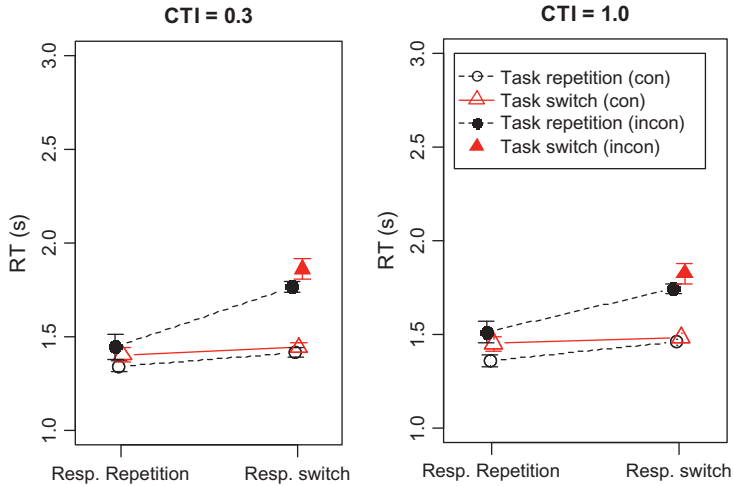 CTI = 0.3
RT (s)
3.0
2.5
2.0
1.5
1.0
Resp. Repetition
Resp. switch
CTI = 1.0
RT (s)
3.0
2.5
2.0
1.5
1.0
Task repetition (con)
Task switch (con)
Task repetition (incon)
Task switch (incon)
Resp. Repetition
Resp. switch